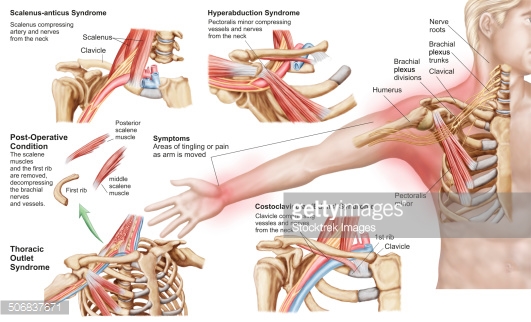 Scalenus-anticus Syndrome
Scalenus compressing
artery and nerves
from the neck
Scalenus
Clavicle
Hyperabduction Syndrome
Pectoralis minor compressing
vessels and nerves
from the neck
Nerve
roots
Brachial
plexus
trunks
Brachial
plexus
divisions
Clavical
Humerus
Post-Operative
Condition
The scalene
muscles
and the first rib
are removed,
decompressing
the brachial
nerves
and vessels.
Posterior
scalene
muscle
middle
scalene
muscle
First rib
Symptoms
Areas of tingling or pain
as arm is moved
Pectoralis
Thoracic
Outlet
Syndrome
Clavicle
vessles and nerves
from the neck
1st rib
Clavicle
gettyimages
Stocktrek Images
506837671